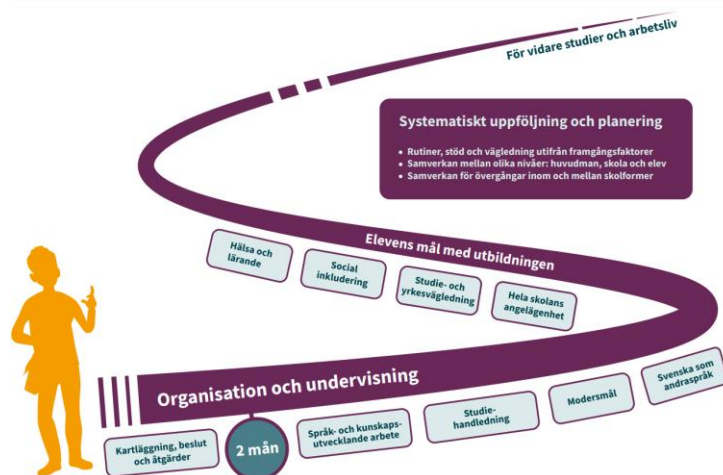 För vidare studier och arbetsliv
Systematiskt uppföljning och planering
• Rutiner, stöd och vägledning utifrån framgångsfaktorer
• Samverkan mellan olika nivåer: huvudman, skola och elev
• Samverkan för övergångar inom och mellan skolformer
Elevens mål med utbildningen
Hälsa och
lärande
Social
inkludering
Studie- och
yrkesvägledning
Hela skolans
angelägenhet
Organisation och undervisning
Kartläggning, beslut
och åtgärder
2 mån
Språk- och kunskaps-
utvecklande arbete
Studie-
handledning
Modersmål
Svenska som
andraspråk